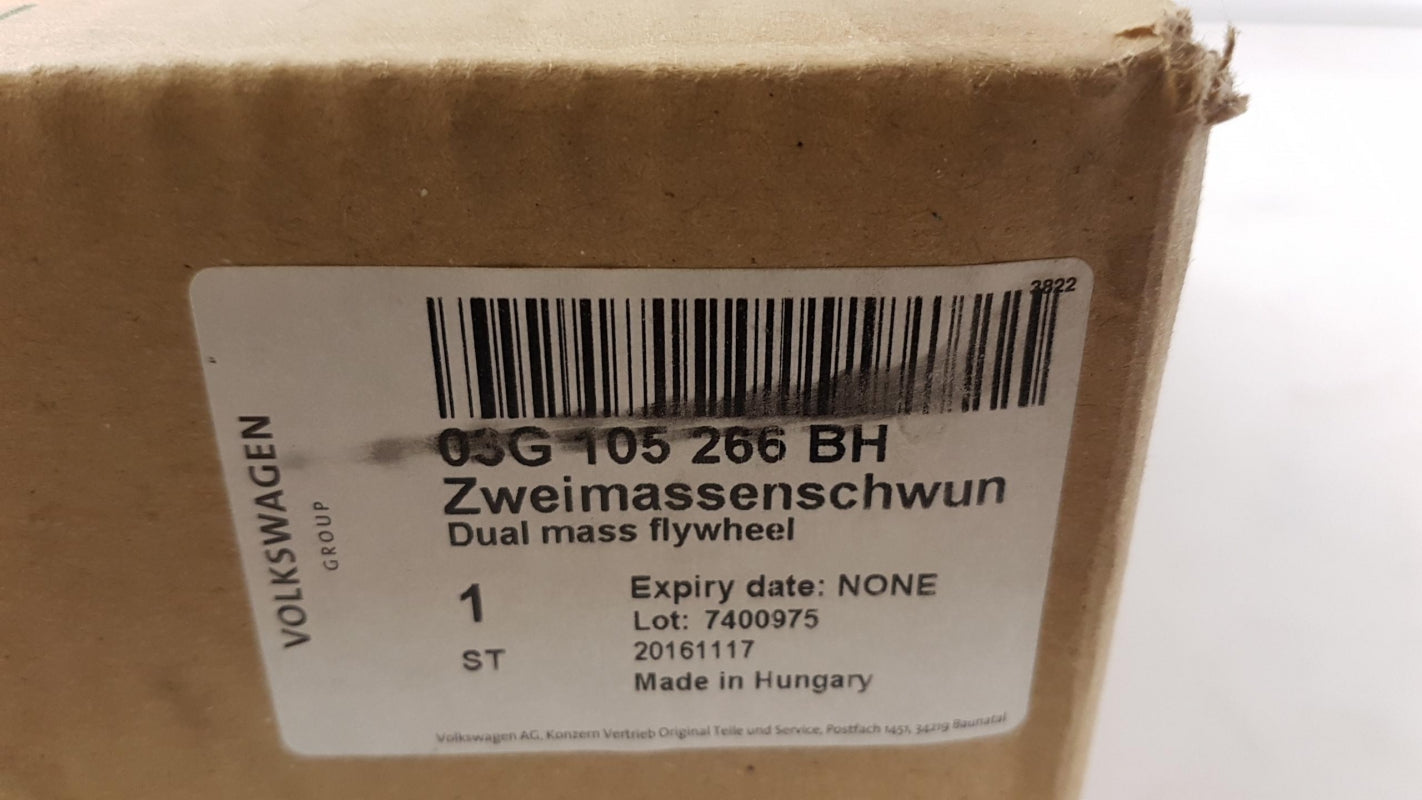 3822
03G 105 266 BH
Zweimassenschwun
Dual mass flywheel
VOLKSWAGEN
GROUP
1
ST
Expiry date: NONE
Lot: 7400975
20161117
Made in Hungary
Volkswagen AG, Konzern Vertrieb Original Teile und Service, Postfach 1451, 34219 Baunatal